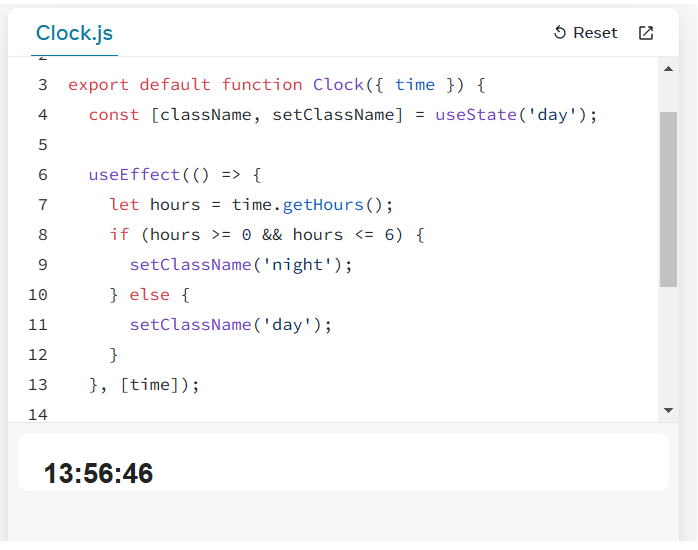 Clock.js
Reset
2
3 export default function Clock({ time }) {
4   const [className, setClassName] = useState('day');
5
6   useEffect(() => {
7     let hours = time.getHours();
8     if (hours >= 0 && hours <= 6) {
9       setClassName('night');
10     } else {
11       setClassName('day');
12     }
13   }, [time]);
14
13:56:46